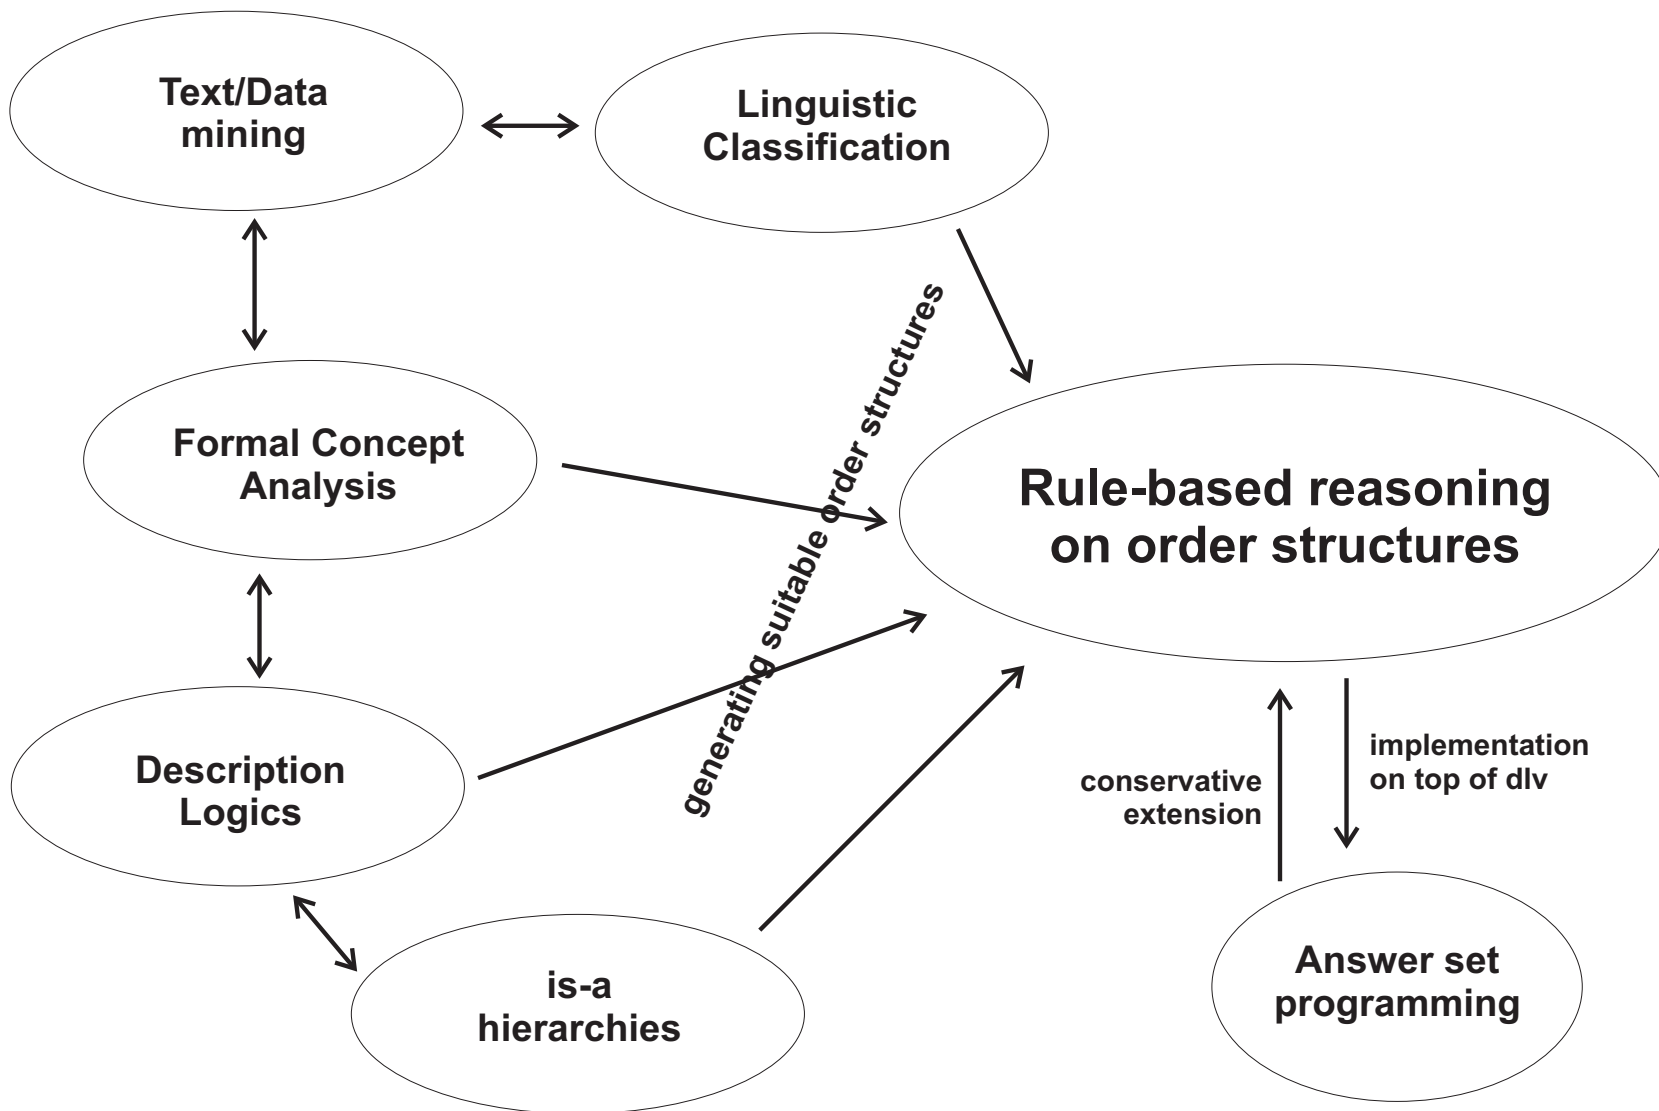 Text/Data
mining
Linguistic
Classification
generating suitable order structures
Formal Concept
Analysis
Rule-based reasoning
on order structures
Description
Logics
implementation
on top of dlv
conservative
extension
is-a
hierarchies
Answer set
programming